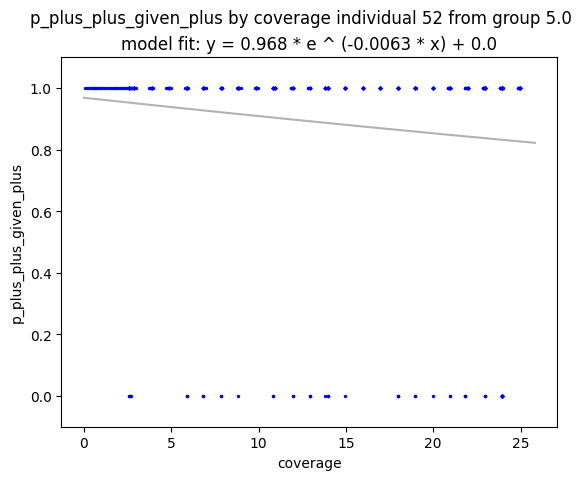 p_plus_plus_given_plus by coverage individual 52 from group 5.0
model fit: y = 0.968 * e ^ (-0.0063 * x) + 0.0
1.0
0.8
0.6
0.4
0.2
0.0
p_plus_plus_given_plus
0 5 10 15 20 25
coverage